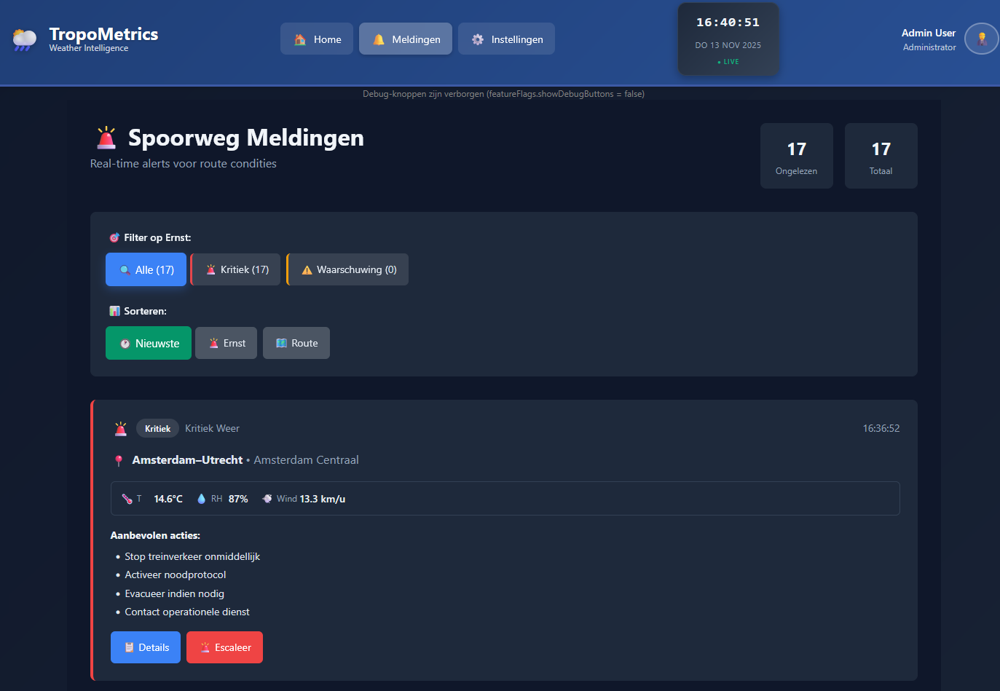 TropoMetrics
Weather Intelligence
Home
Meldingen
Instellingen
16:40:51
DO 13 NOV 2025
• LIVE
Admin User
Administrator
Debug-knoppen zijn verborgen (featureFlags.showDebugButtons = false)
Spoorweg Meldingen
Real-time alerts voor route condities
17
Ongelezen
17
Totaal
Filter op Ernst:
Alle (17)
Kritiek (17)
Waarschuwing (0)
Sorteren:
Nieuwste
Ernst
Route
Kritiek
Kritiek Weer
16:36:52
Amsterdam–Utrecht • Amsterdam Centraal
T 14.6°C RH 87% Wind 13.3 km/u
Aanbevolen acties:
• Stop treinverkeer onmiddellijk
• Activeer noodprotocol
• Evacueer indien nodig
• Contact operationele dienst
Details
Escaleer